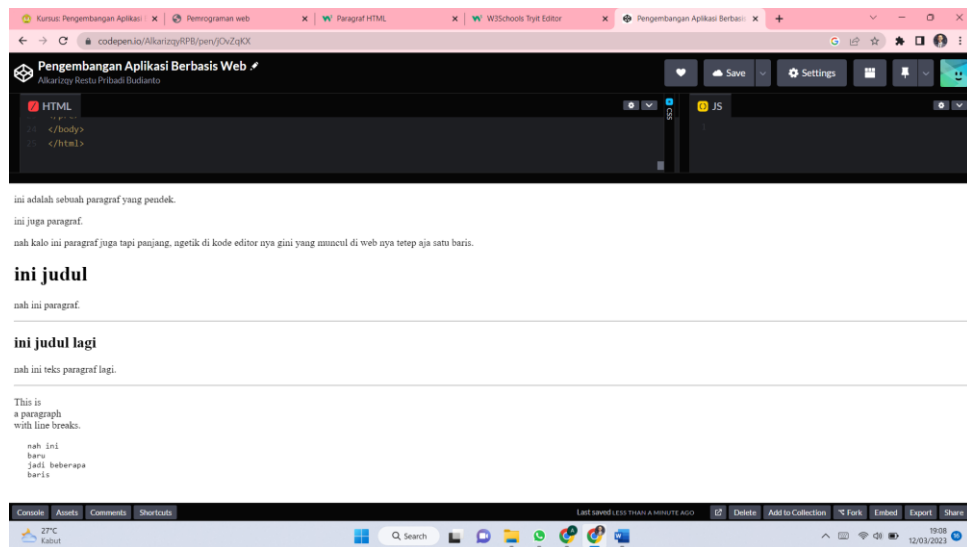 Kursus: Pengembangan Aplikasi
Pemrograman web
Paragraf HTML
W3Schools Tryit Editor
Pengembangan Aplikasi Berbasis
codepen.io/AlkarizqyRPB/pen/jOvZqKX
Pengembangan Aplikasi Berbasis Web
Alkarizqy Restu Pribadi Budianto
Save
Settings
HTML
CSS
JS
24 </body>
25 </html>
1
ini adalah sebuah paragraf yang pendek.
ini juga paragraf.
nah kalo ini paragraf juga tapi panjang, ngetik di kode editor nya gini yang muncul di web nya tetep aja satu baris.
ini judul
nah ini paragraf.
ini judul lagi
nah ini teks paragraf lagi.
This is
a paragraph
with line breaks.
nah ini
baru
jadi beberapa
baris
Console Assets Comments Shortcuts
Last saved LESS THAN A MINUTE AGO
Delete Add to Collection Fork Embed Export Share
27°C
Kabut
Search
19:08
12/03/2023